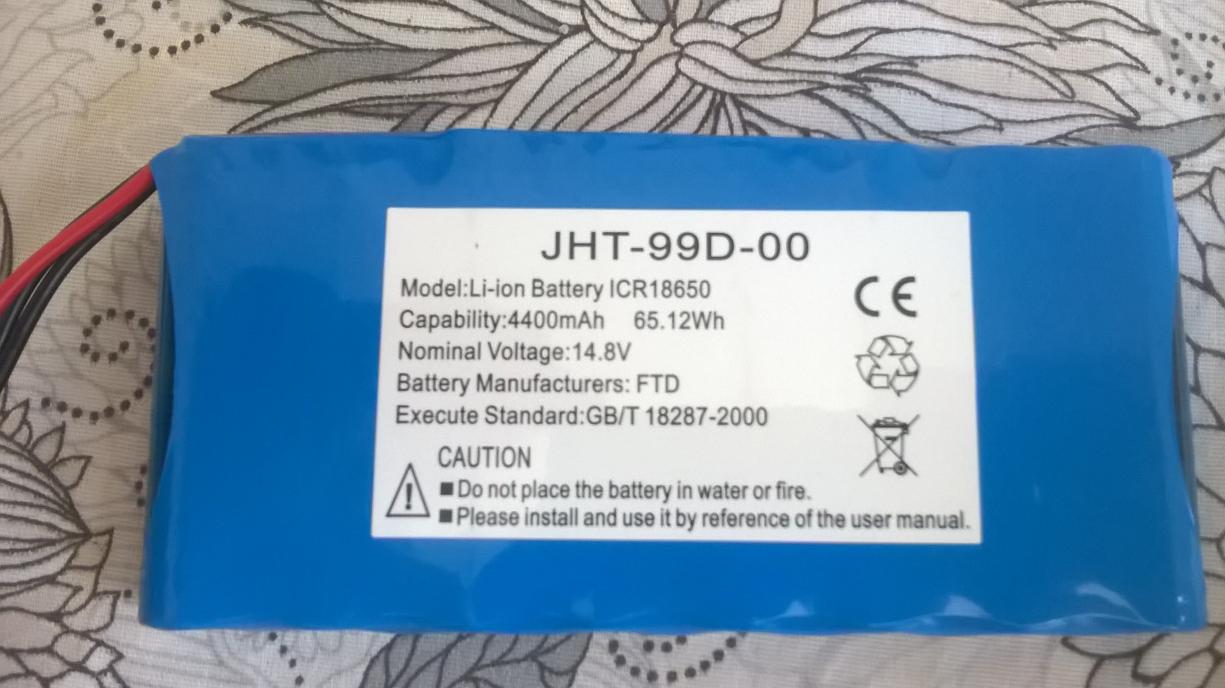 JHT-99D-00
Model:Li-ion Battery ICR18650
Capability:4400mAh 65.12Wh
Nominal Voltage:14.8V
Battery Manufacturers: FTD
Execute Standard:GB/T 18287-2000
CE
CAUTION
■Do not place the battery in water or fire.
■Please install and use it by reference of the user manual.